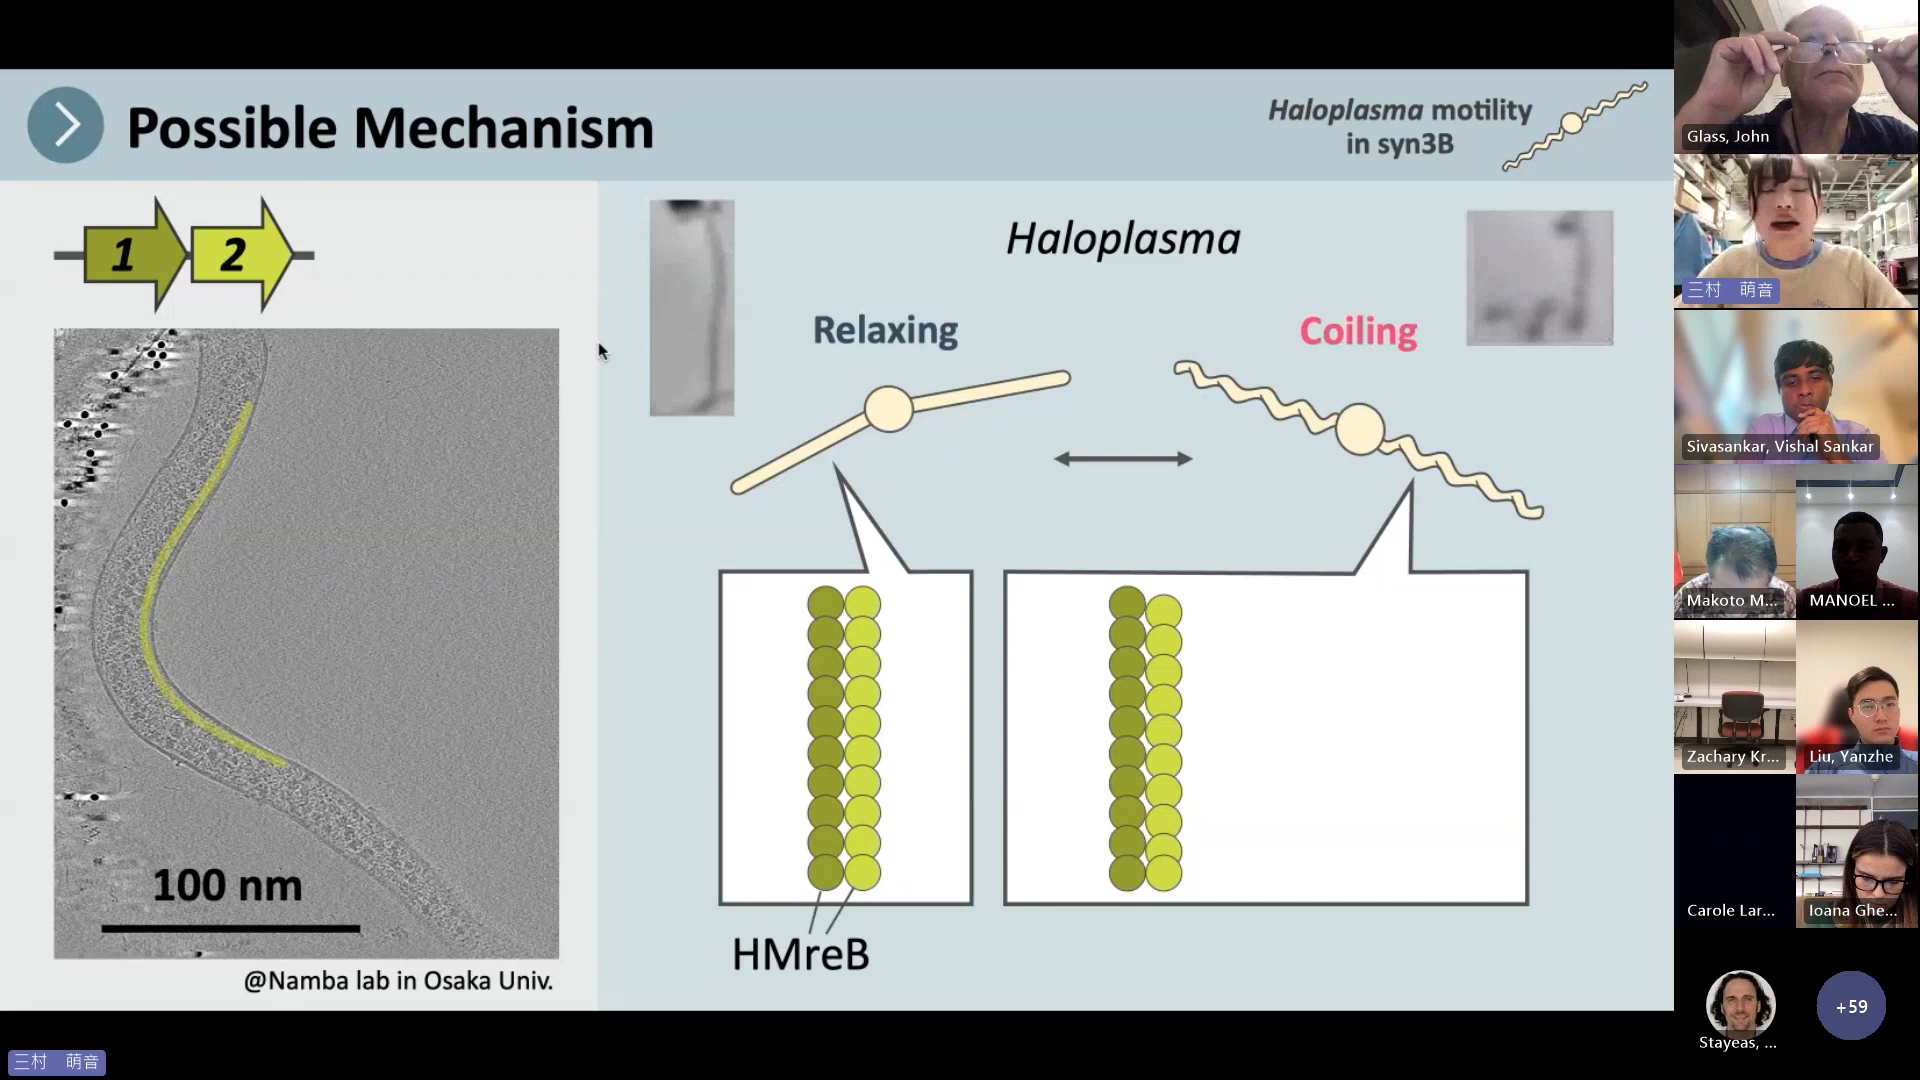 Possible Mechanism
Haloplasma motility
in syn3B
1 2
Haloplasma
Relaxing
Coiling
100 nm
HMreB
@Namba lab in Osaka Univ.
三村 萌音
Glass, John
三村 萌音
Sivasankar, Vishal Sankar
Makoto M...
MANOEL ...
Zachary Kr...
Liu, Yanzhe
Carole Lar...
Ioana Ghe...
Stayeas, ...
+59